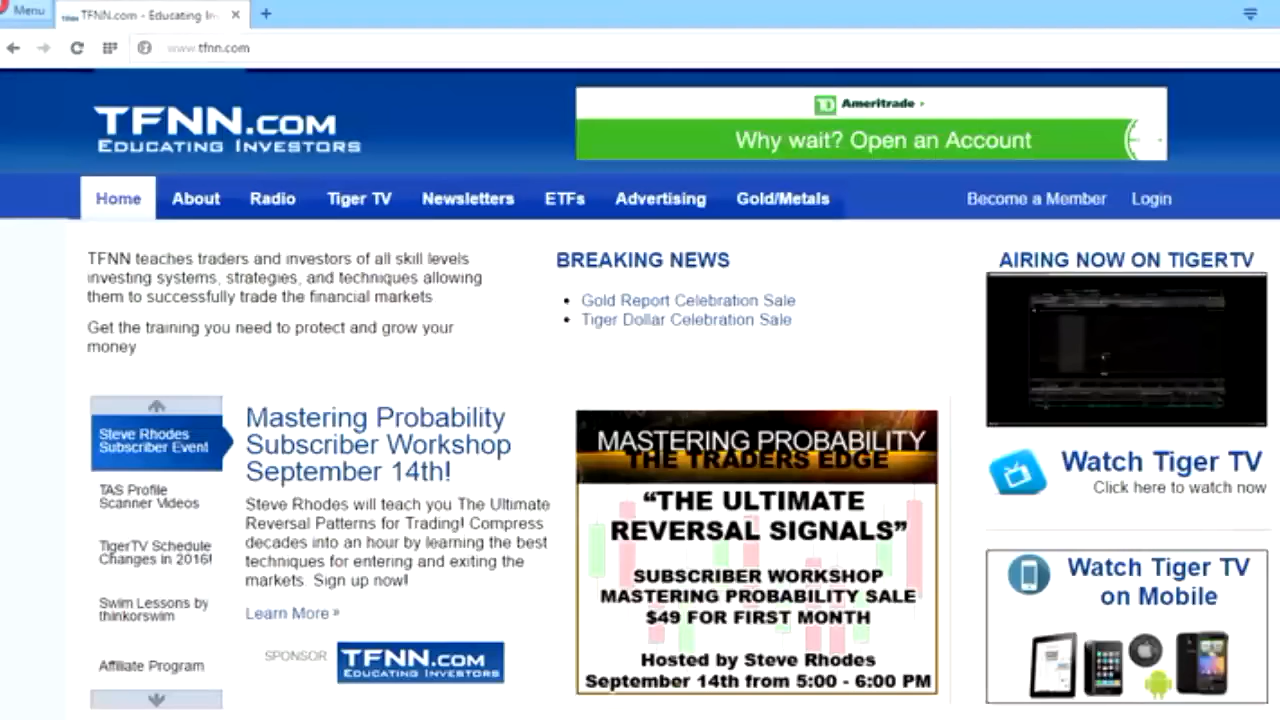 Menu
TFNN.com - Educating In
www.tfnn.com
TFNN.COM
EDUCATING INVESTORS
Ameritrade
Why wait? Open an Account
Home About Radio Tiger TV Newsletters ETFs Advertising Gold/Metals Become a Member Login
TFNN teaches traders and investors of all skill levels
investing systems, strategies, and techniques allowing
them to successfully trade the financial markets
Get the training you need to protect and grow your
money
BREAKING NEWS
Gold Report Celebration Sale
Tiger Dollar Celebration Sale
AIRING NOW ON TIGERTV
Steve Rhodes
Subscriber Event
TAS Profile
Scanner Videos
TigerTV Schedule
Changes in 2016!
Swim Lessons by
thinkorswim
Affiliate Program
Mastering Probability
Subscriber Workshop
September 14th!
Steve Rhodes will teach you The Ultimate
Reversal Patterns for Trading! Compress
decades into an hour by learning the best
techniques for entering and exiting the
markets. Sign up now!
Learn More »
SPONSOR
TFNN.COM
EDUCATING INVESTORS
MASTERING PROBABILITY
THE TRADERS EDGE
“THE ULTIMATE
REVERSAL SIGNALS”
SUBSCRIBER WORKSHOP
MASTERING PROBABILITY SALE
$49 FOR FIRST MONTH
Hosted by Steve Rhodes
September 14th from 5:00 - 6:00 PM
Watch Tiger TV
Click here to watch now
Watch Tiger TV
on Mobile